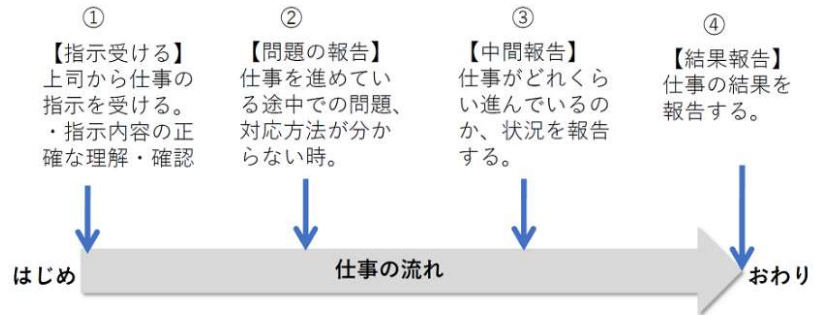 ①
【指示受ける】
上司から仕事の
指示を受ける。
・指示内容の正
確な理解・確認
②
【問題の報告】
仕事を進めてい
る途中での問題、
対応方法が分か
らない時。
③
【中間報告】
仕事がどれくら
い進んでいるの
か、状況を報告
する。
④
【結果報告】
仕事の結果を
報告する。
はじめ
仕事の流れ
おわり